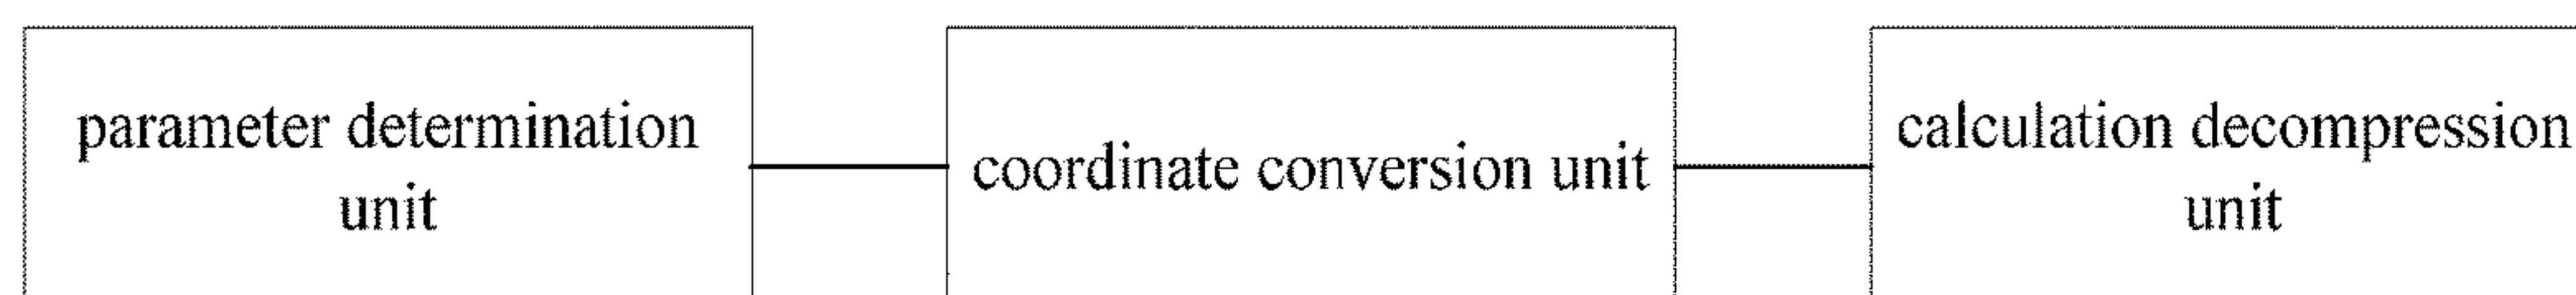 parameter determination
unit
coordinate conversion unit
calculation decompression
unit